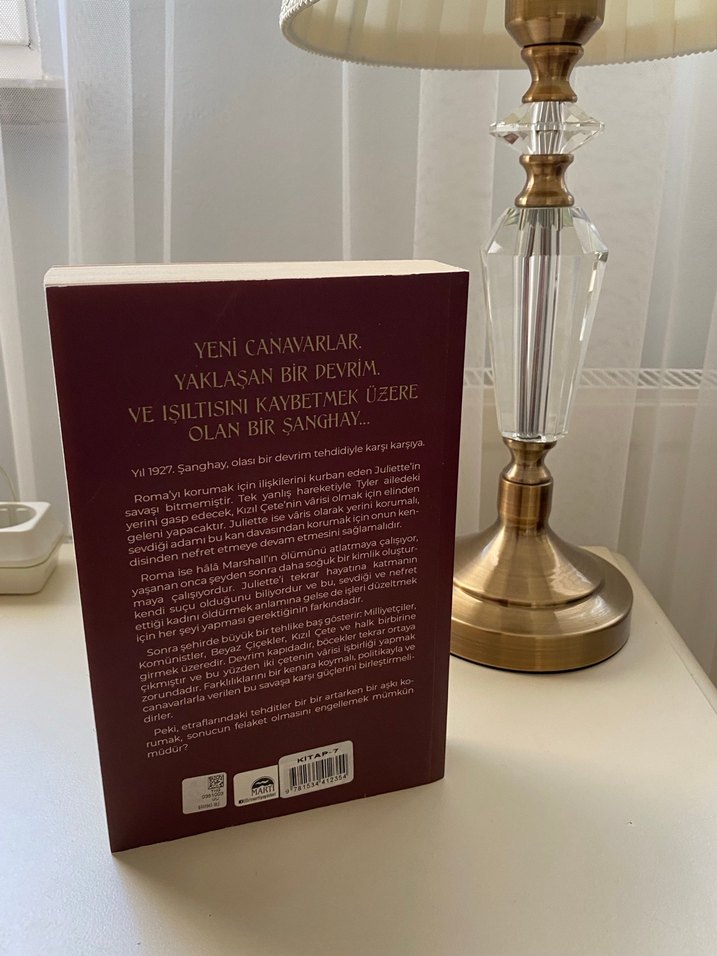 YENİ CANAVARLAR.
YAKLAŞAN BİR DEVRİM.
VE IŞILTISINI KAYBETMEK ÜZERE
OLAN BİR ŞANGHAY...
Yıl 1927. Şanghay, olası bir devrim tehdidiyle karşı karşıya.
Roma'yı korumak için ilişkilerini kurban eden Juliette'in
savaşı bitmemiştir. Tek yanlış hareketiyle Tyler ailedeki
yerini gasp edecek, Kızıl Çete'nin vârisi olmak için elinden
geleni yapacaktır. Juliette ise vâris olarak yerini korumalı,
sevdiği adamı bu kan davasından korumak için onun ken-
disinden nefret etmeye devam etmesini sağlamalıdır.
Roma ise hâlâ Marshall'ın ölümünü atlatmaya çalışıyor,
yaşanan onca şeyden sonra daha soğuk bir kimlik oluştur-
maya çalışıyordur. Juliette'i tekrar hayatına katmanın
kendi suçu olduğunu biliyordur ve bu, sevdiği ve nefret
ettiği kadını öldürmek anlamına gelse de işleri düzeltmek
için her şeyi yapması gerektiğinin farkındadır.
Sonra şehirde büyük bir tehlike baş gösterir: Milliyetçiler,
Komünistler, Beyaz Çiçekler, Kızıl Çete ve halk birbirine
girmek üzeredir. Devrim kapıdadır, böcekler tekrar ortaya
çıkmıştır ve bu yüzden iki çetenin vârisi işbirliği yapmak
zorundadır. Farklılıklarını bir kenara koymalı, politikayla ve
canavarlarla verilen bu savaşa karşı güçlerini birleştirmeli-
dirler.
Peki, etraflarındaki tehditler bir bir artarken bir aşkı ko-
rumak, sonucun felaket olmasını engellemek mümkün
müdür?
KİTAP-7
MARTI
9 781534 412354